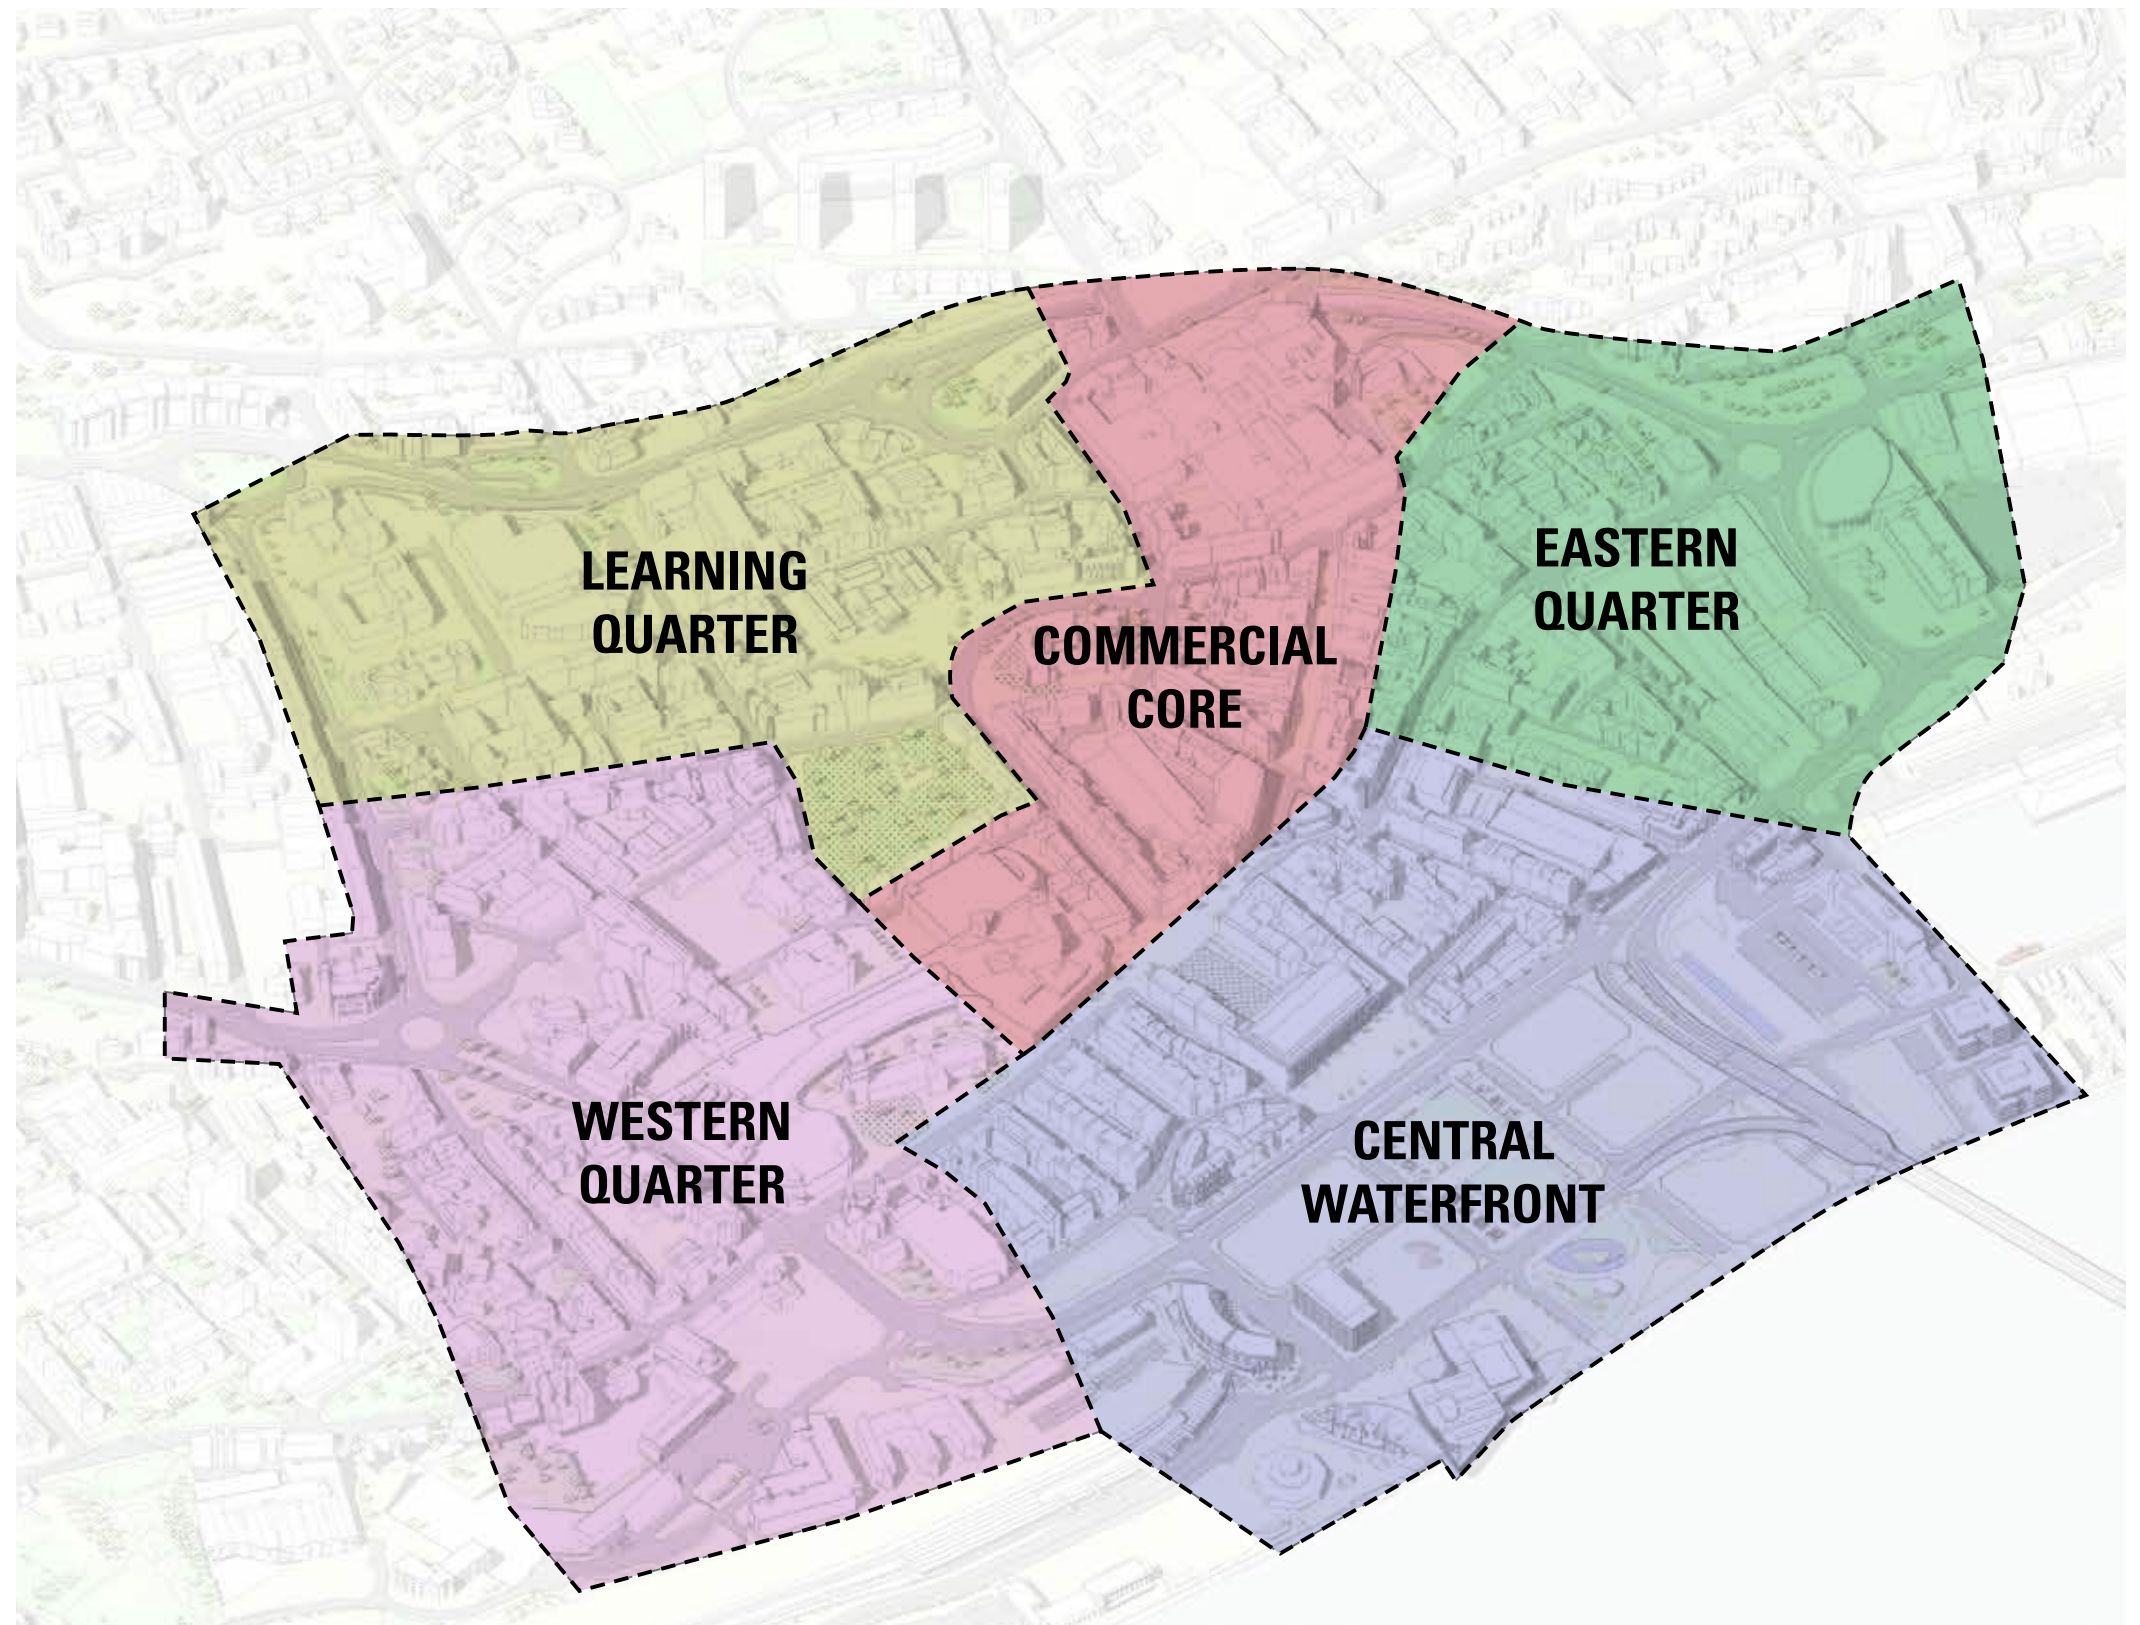 LEARNING
QUARTER
COMMERCIAL
CORE
EASTERN
QUARTER
WESTERN
QUARTER
CENTRAL
WATERFRONT